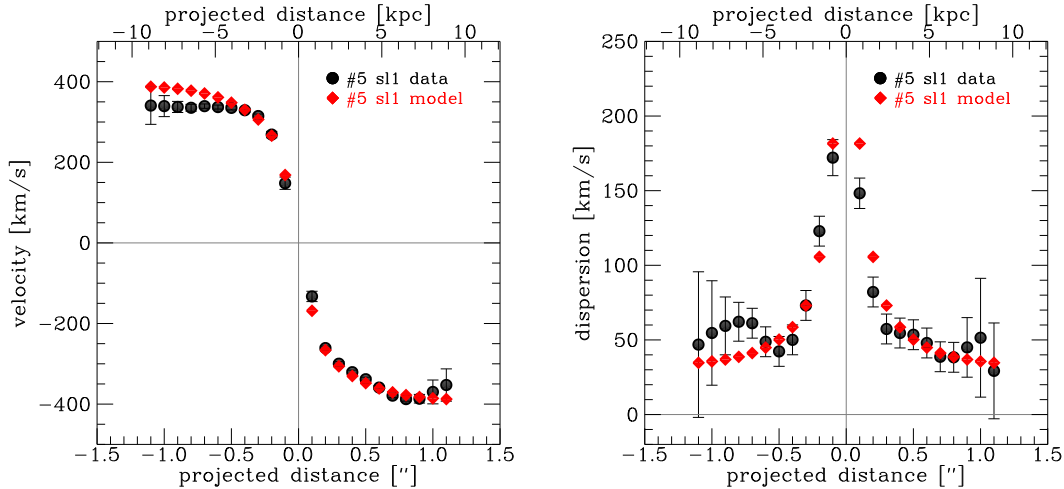 projected distance [kpc]
−10 −5 0 5 10
400
200
0
−200
−400
velocity [km/s]
#5 sl1 data
#5 sl1 model
−1.5 −1.0 −0.5 0.0 0.5 1.0 1.5
projected distance ["]
projected distance [kpc]
−10 −5 0 5 10
250
200
150
100
50
0
dispersion [km/s]
#5 sl1 data
#5 sl1 model
−1.5 −1.0 −0.5 0.0 0.5 1.0 1.5
projected distance ["]